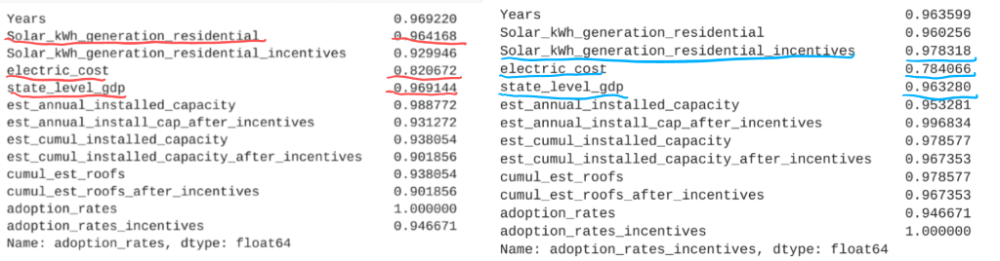 Years 0.969220
Solar_kWh_generation_residential 0.964168
Solar_kWh_generation_residential_incentives 0.929946
electric_cost 0.820672
state_level_gdp 0.969144
est_annual_installed_capacity 0.988772
est_annual_install_cap_after_incentives 0.931272
est_cumul_installed_capacity 0.938054
est_cumul_installed_capacity_after_incentives 0.901856
cumul_est_roofs 0.938054
cumul_est_roofs_after_incentives 0.901856
adoption_rates 1.000000
adoption_rates_incentives 0.946671
Name: adoption_rates, dtype: float64
Years 0.963599
Solar_kWh_generation_residential 0.960256
Solar_kWh_generation_residential_incentives 0.978318
electric_cost 0.784066
state_level_gdp 0.963280
est_annual_installed_capacity 0.953281
est_annual_install_cap_after_incentives 0.996834
est_cumul_installed_capacity 0.978577
est_cumul_installed_capacity_after_incentives 0.967353
cumul_est_roofs 0.978577
cumul_est_roofs_after_incentives 0.967353
adoption_rates 0.946671
adoption_rates_incentives 1.000000
Name: adoption_rates_incentives, dtype: float64